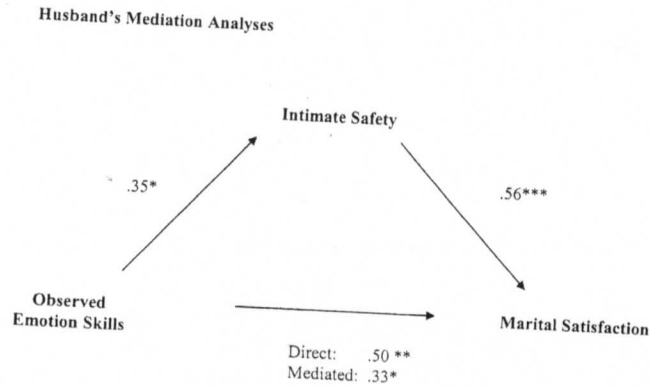 Husband's Mediation Analyses
Intimate Safety
.35*
.56***
Observed
Emotion Skills
Marital Satisfaction
Direct: .50 **
Mediated: .33*